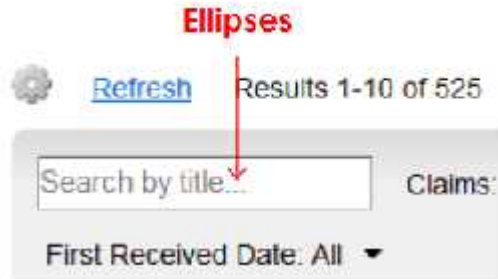 Ellipses
Refresh Results 1-10 of 525
Search by title... Claims:
First Received Date: All